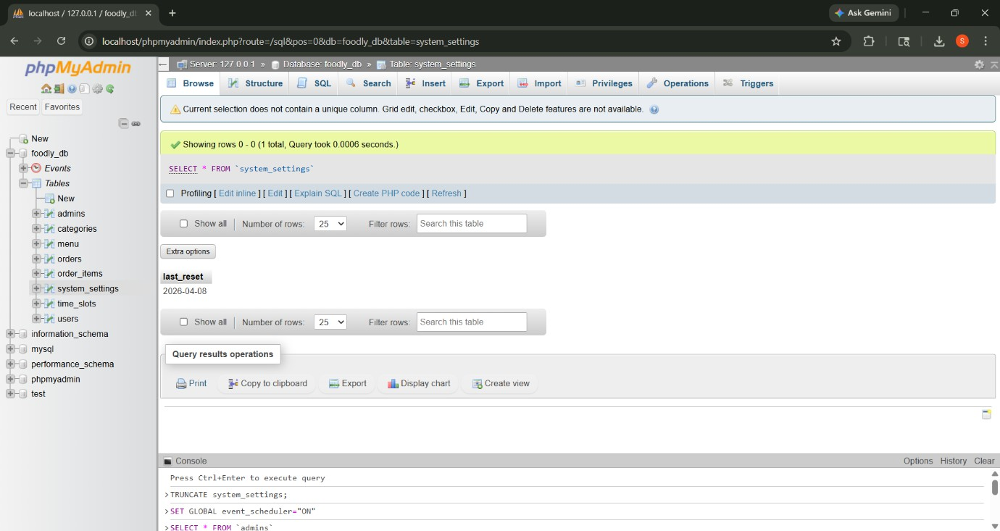 localhost / 127.0.0.1 / foodly_d
Ask Gemini
localhost/phpmyadmin/index.php?route=/sql&pos=0&db=foodly_db&table=system_settings
S
phpMyAdmin
Recent Favorites
New
foodly_db
Events
Tables
New
admins
categories
menu
orders
order_items
system_settings
time_slots
users
information_schema
mysql
performance_schema
phpmyadmin
test
Server: 127.0.0.1 » Database: foodly_db » Table: system_settings
Browse Structure SQL Search Insert Export Import Privileges Operations Triggers
Current selection does not contain a unique column. Grid edit, checkbox, Edit, Copy and Delete features are not available.
Showing rows 0 - 0 (1 total, Query took 0.0006 seconds.)
SELECT * FROM `system_settings`
Profiling [ Edit inline ] [ Edit ] [ Explain SQL ] [ Create PHP code ] [ Refresh ]
Show all Number of rows: 25 Filter rows: Search this table
Extra options
last_reset
2026-04-08
Show all Number of rows: 25 Filter rows: Search this table
Query results operations
Print Copy to clipboard Export Display chart Create view
Console Options History Clear
Press Ctrl+Enter to execute query
>TRUNCATE system_settings;
>SET GLOBAL event_scheduler="ON"
>SELECT * FROM `admins`